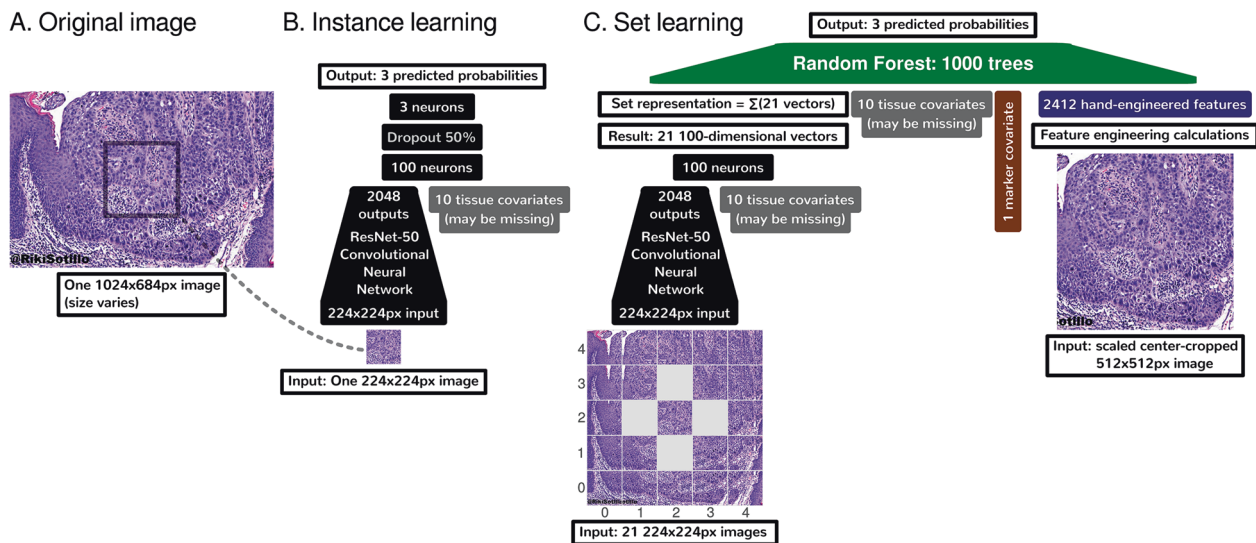 A. Original image
@RikiSotillo
One 1024x684px image
(size varies)
B. Instance learning
Output: 3 predicted probabilities
3 neurons
Dropout 50%
100 neurons
2048
outputs
10 tissue covariates
(may be missing)
ResNet-50
Convolutional
Neural
Network
224x224px input
Input: One 224x224px image
C. Set learning
Output: 3 predicted probabilities
Random Forest: 1000 trees
Set representation = Σ(21 vectors)
10 tissue covariates
(may be missing)
1 marker covariate
2412 hand-engineered features
Result: 21 100-dimensional vectors
Feature engineering calculations
100 neurons
2048
outputs
10 tissue covariates
(may be missing)
ResNet-50
Convolutional
Neural
Network
224x224px input
otillo
Input: scaled center-cropped
512x512px image
4
3
2
1
0
0 1 2 3 4
Input: 21 224x224px images